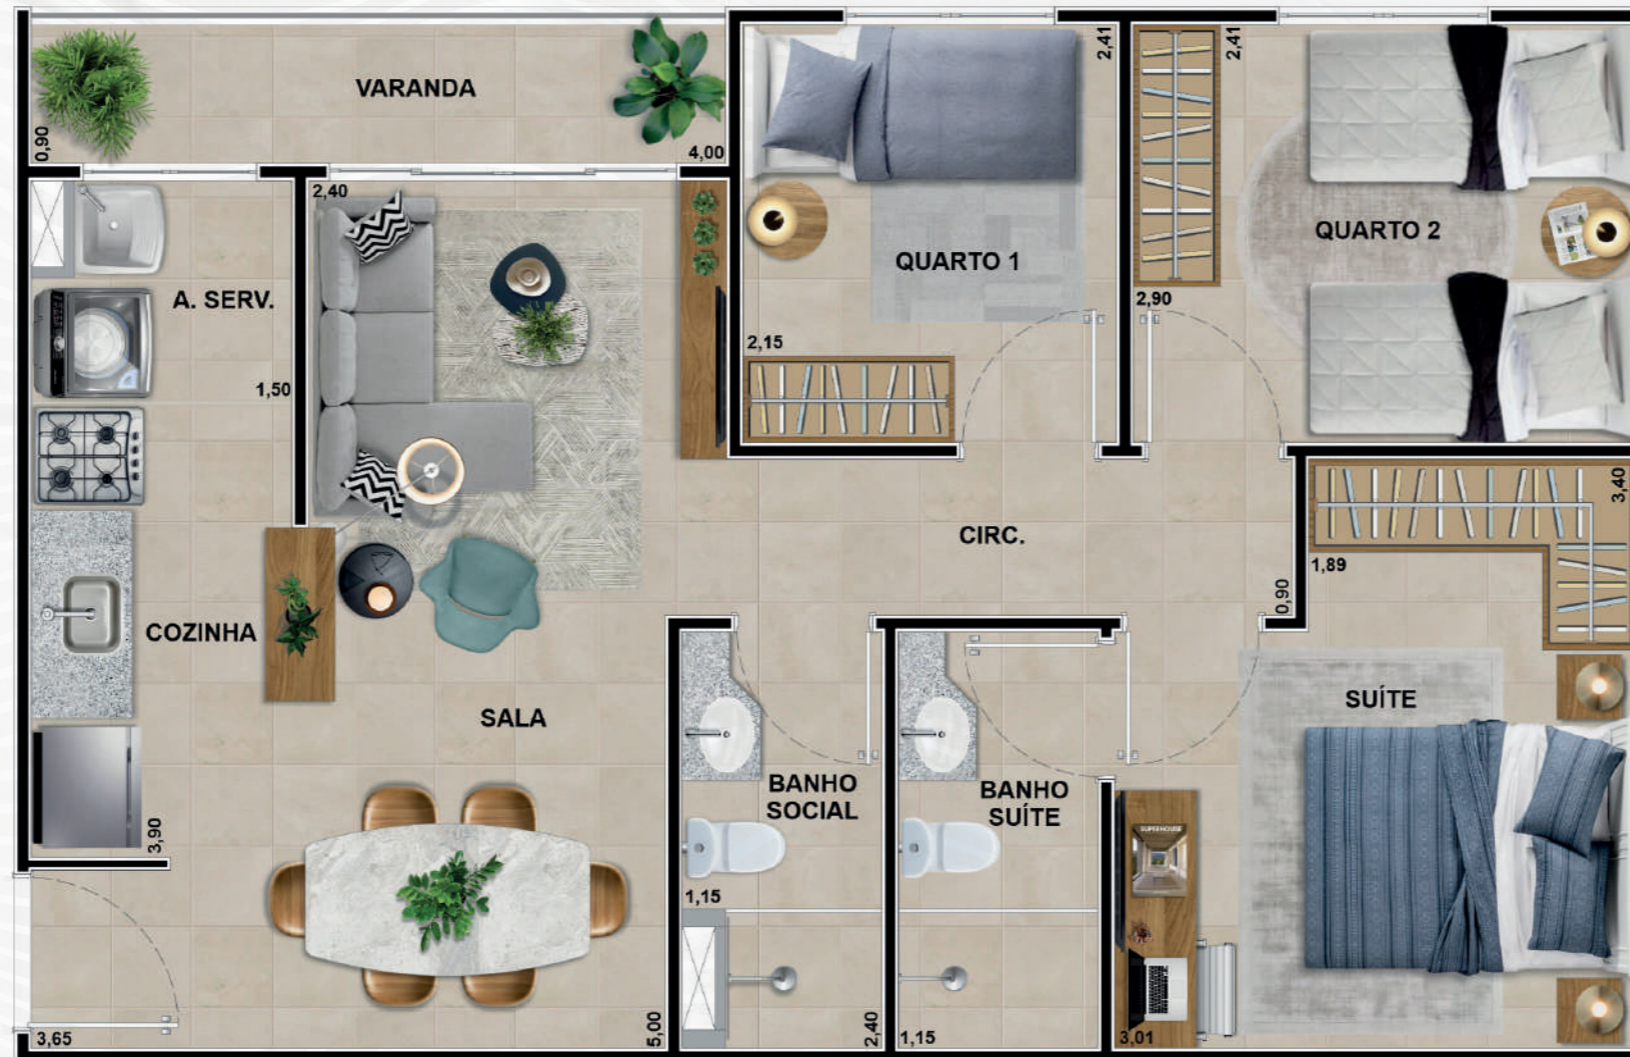 VARANDA
0,90
4,00
2,41
2,41
2,40
A. SERV.
1,50
QUARTO 1
2,15
QUARTO 2
2,90
CIRC.
0,90
3,40
1,89
COZINHA
3,90
SALA
3,65
5,00
BANHO
SOCIAL
1,15
2,40
BANHO
SUÍTE
1,15
SUÍTE
SUPERHOUSE
3,01